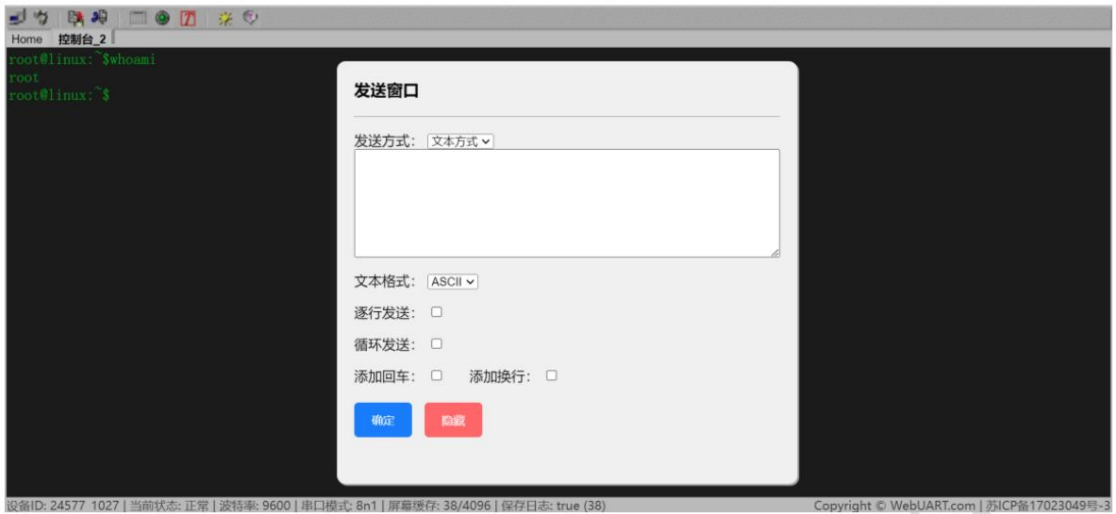 Home 控制台_2
root@linux:~$whoami
root
root@linux:~$
发送窗口
发送方式： 文本方式
文本格式： ASCII
逐行发送：
循环发送：
添加回车： 添加换行：
确定 隐藏
设备ID: 24577_1027 | 当前状态: 正常 | 波特率: 9600 | 串口模式: 8n1 | 屏幕缓存: 38/4096 | 保存日志: true (38) Copyright © WebUART.com | 苏ICP备17023049号-3